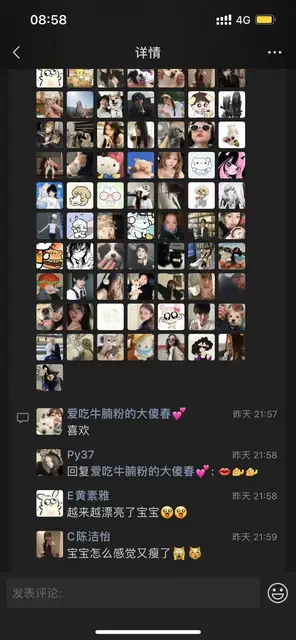 08:58
4G
详情
爱吃牛腩粉的大傻春💕
昨天 21:57
喜欢
Py37
昨天 21:58
回复爱吃牛腩粉的大傻春💕: 💋
E黄素雅
昨天 21:58
越来越漂亮了宝宝
C陈洁怡
昨天 21:59
宝宝怎么感觉又瘦了
发表评论: